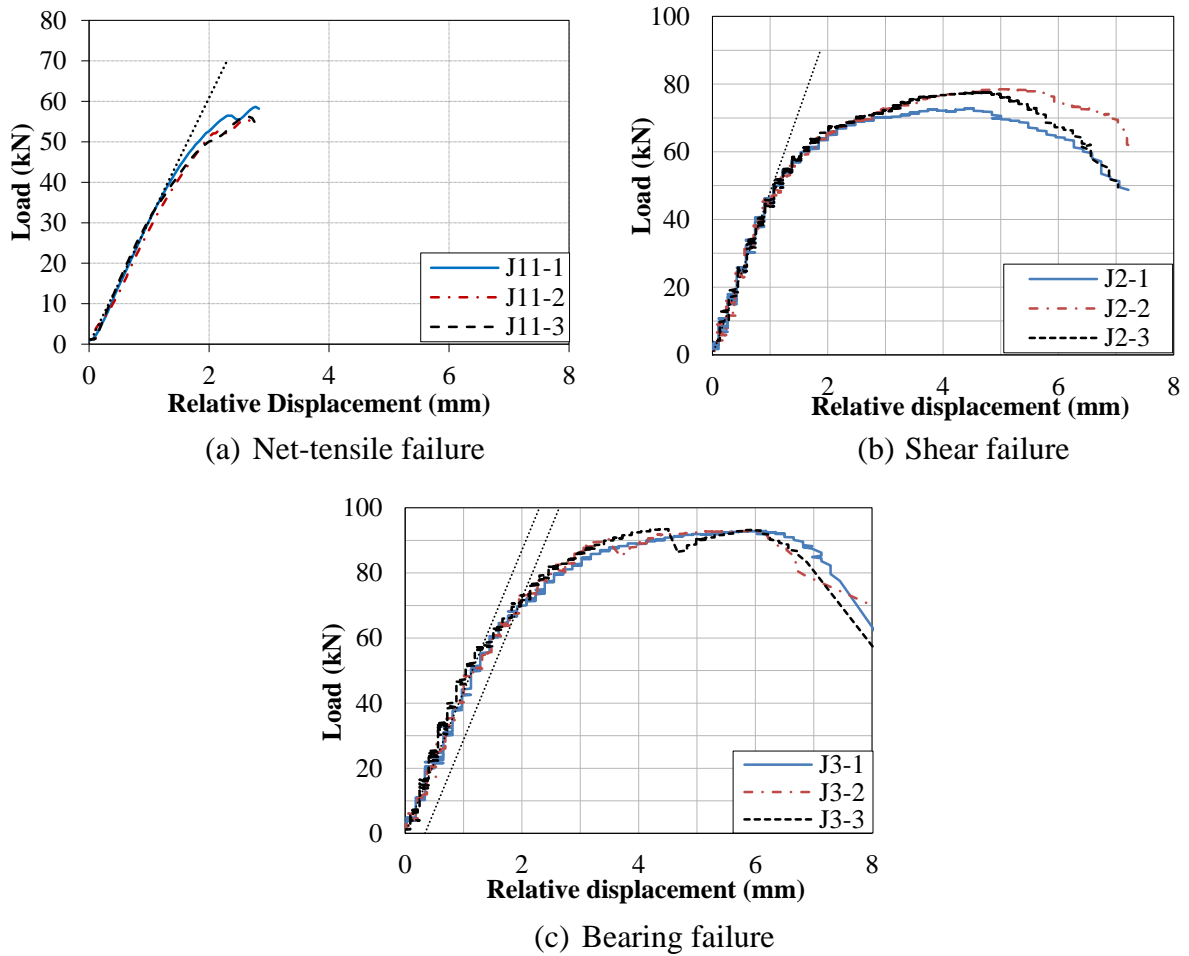 80
70
60
50
40
30
20
10
0
Load (kN)
0 2 4 6 8
Relative Displacement (mm)
J11-1
J11-2
J11-3
(a) Net-tensile failure
100
80
60
40
20
0
Load (kN)
0 2 4 6 8
Relative displacement (mm)
J2-1
J2-2
J2-3
(b) Shear failure
100
80
60
40
20
0
Load (kN)
0 2 4 6 8
Relative displacement (mm)
J3-1
J3-2
J3-3
(c) Bearing failure